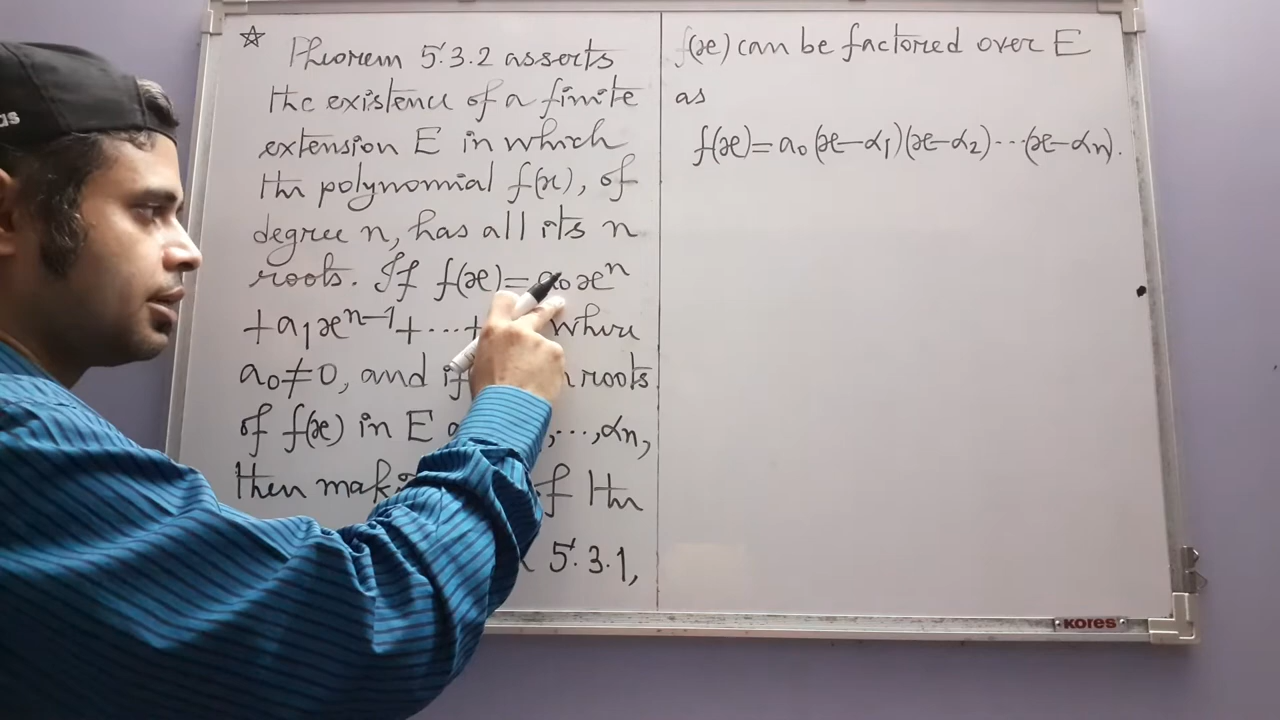 ☆ Theorem 5.3.2 asserts
the existence of a finite
extension E in which
the polynomial f(x), of
degree n, has all its n
roots. If f(x)=a₀xⁿ
+a₁xⁿ⁻¹+...+ where
a₀≠0, and if n roots
of f(x) in E ,...,αₙ,
then of the
5.3.1,
f(x) can be factored over E
as
f(x)=a₀(x-α₁)(x-α₂)...(x-αₙ).
as
KORES